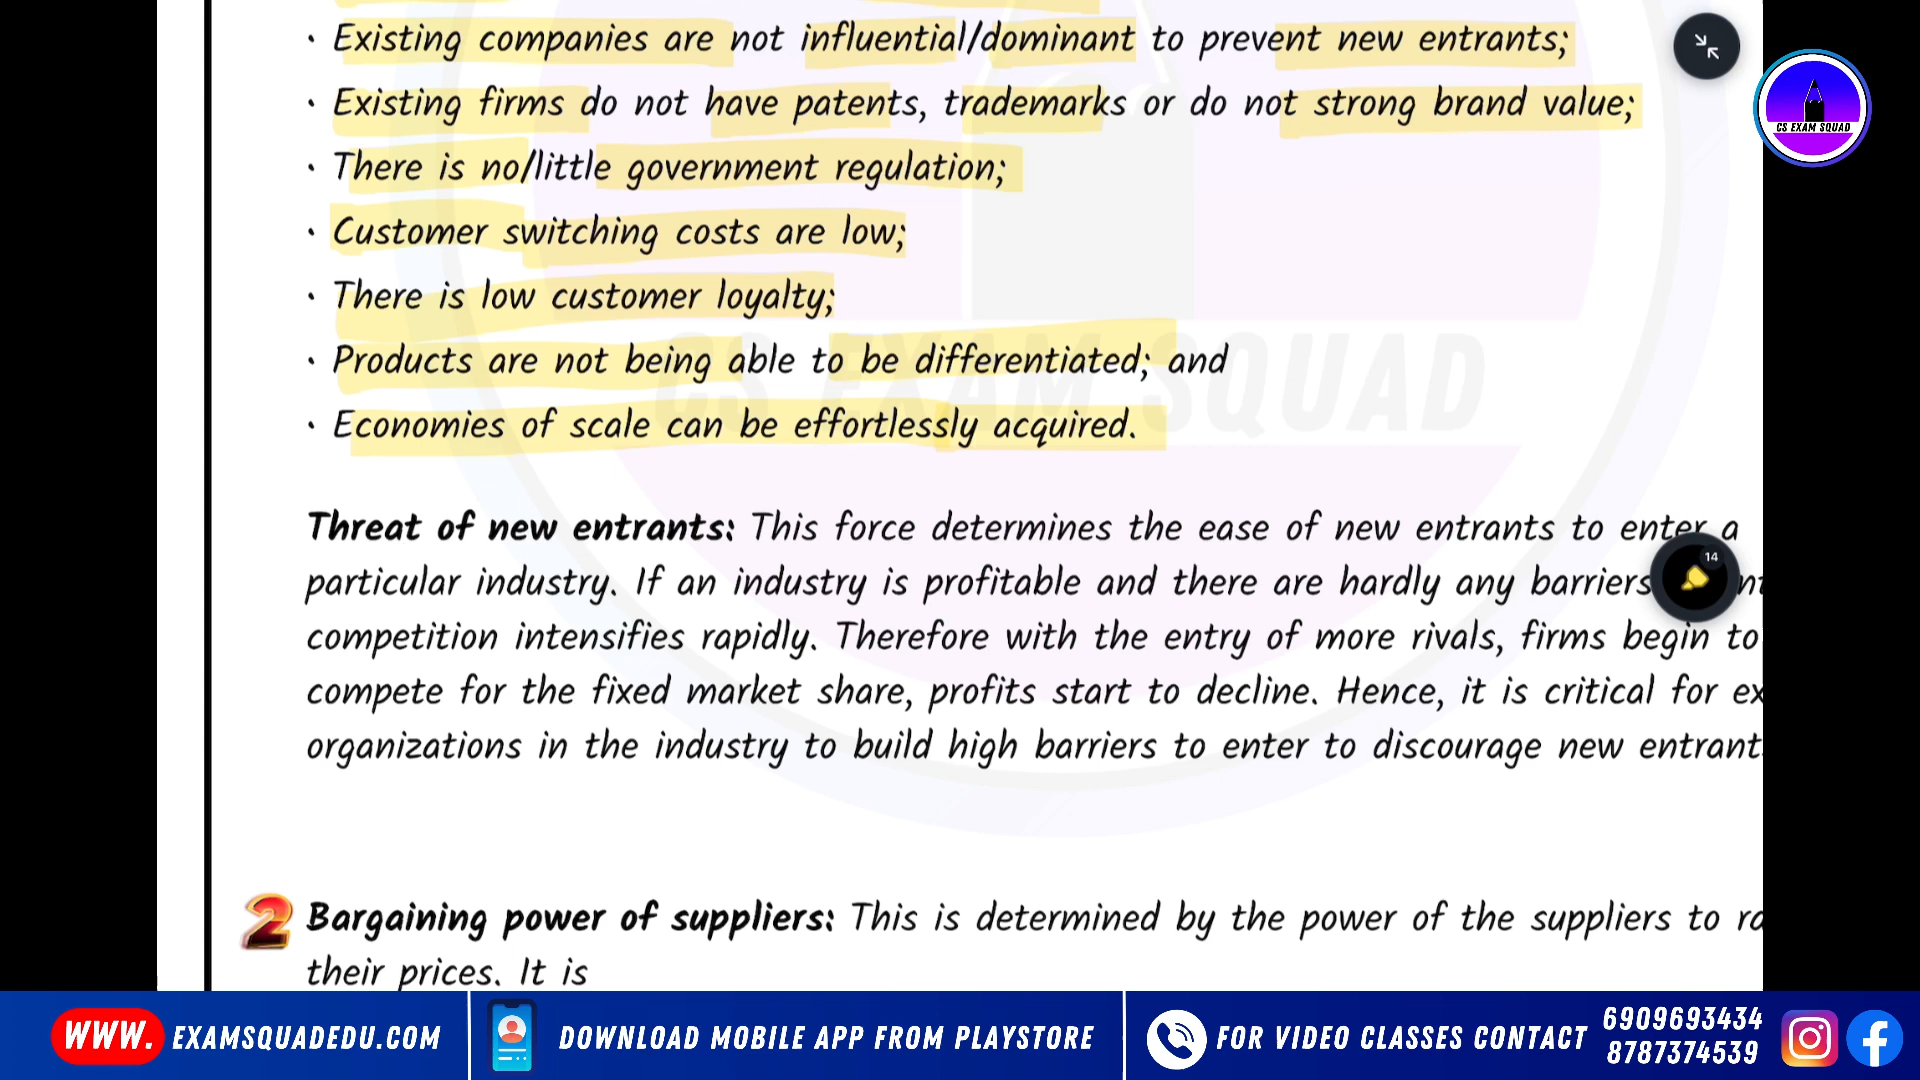 · Existing companies are not influential/dominant to prevent new entrants;
· Existing firms do not have patents, trademarks or do not strong brand value;
· There is no/little government regulation;
· Customer switching costs are low;
· There is low customer loyalty;
· Products are not being able to be differentiated; and
· Economies of scale can be effortlessly acquired.
CS EXAM SQUAD
CS EXAM SQUAD
Threat of new entrants: This force determines the ease of new entrants to enter a
particular industry. If an industry is profitable and there are hardly any barriers
14
competition intensifies rapidly. Therefore with the entry of more rivals, firms begin to
compete for the fixed market share, profits start to decline. Hence, it is critical for ex
organizations in the industry to build high barriers to enter to discourage new entrant
2 Bargaining power of suppliers: This is determined by the power of the suppliers to
their prices. It is
WWW. EXAMSQUADEDU.COM
DOWNLOAD MOBILE APP FROM PLAYSTORE
FOR VIDEO CLASSES CONTACT
6909693434
8787374539